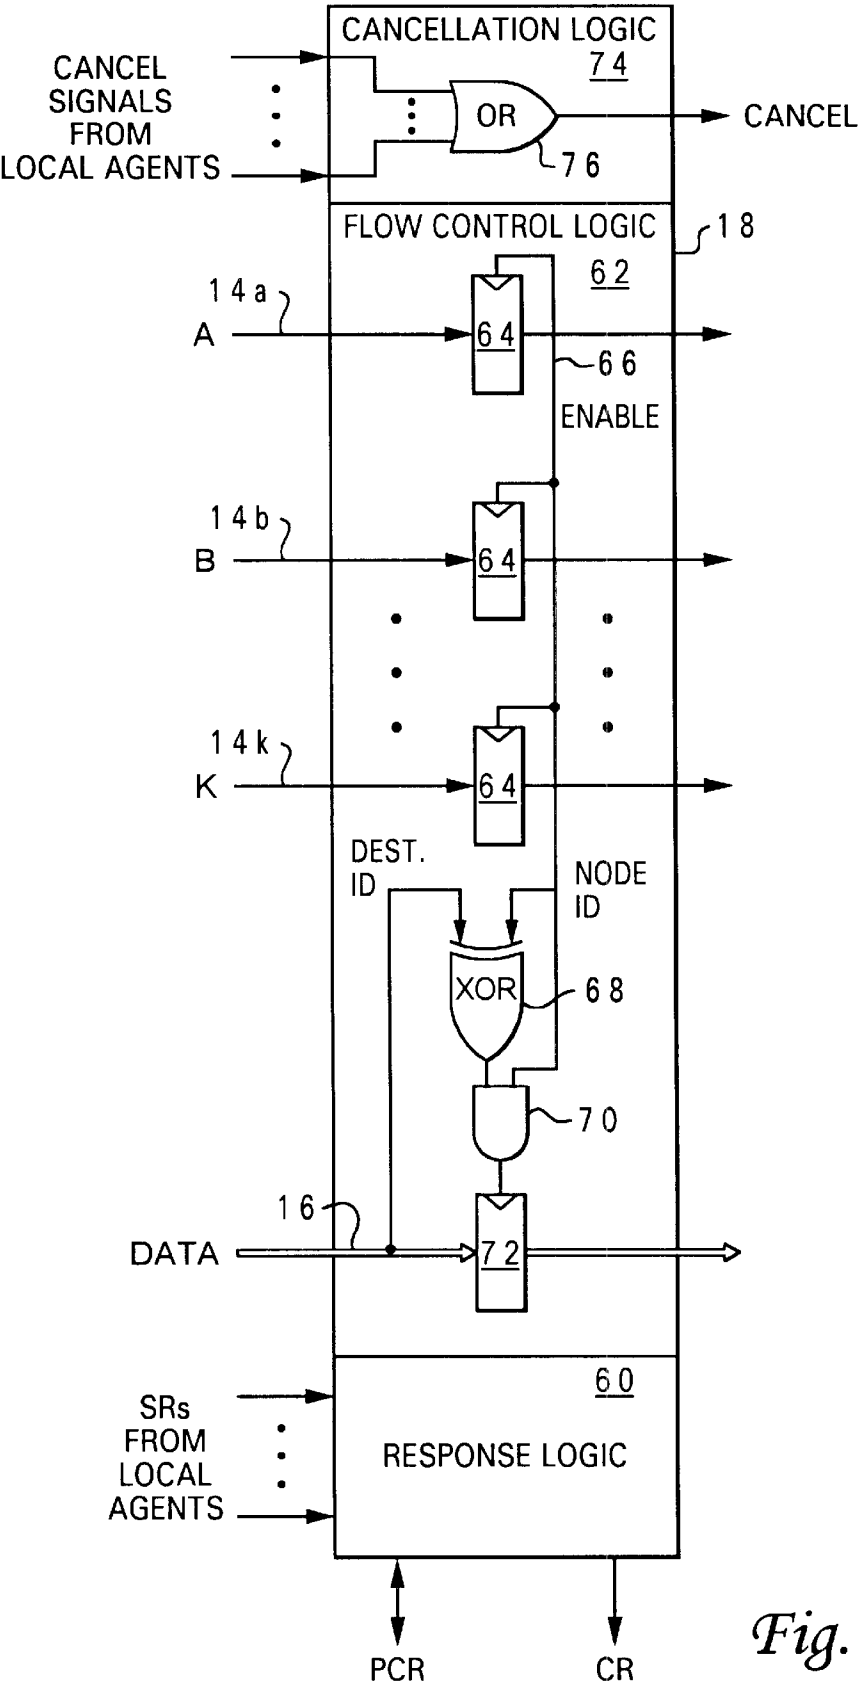 CANCELLATION LOGIC
74
CANCEL
SIGNALS
FROM
LOCAL AGENTS
OR
CANCEL
76
FLOW CONTROL LOGIC
18
62
14a
A
64
66
ENABLE
14b
B
64
14k
K
64
DEST.
ID
NODE
ID
XOR
68
70
16
DATA
72
60
SRs
FROM
LOCAL
AGENTS
RESPONSE LOGIC
PCR
CR
Fig.